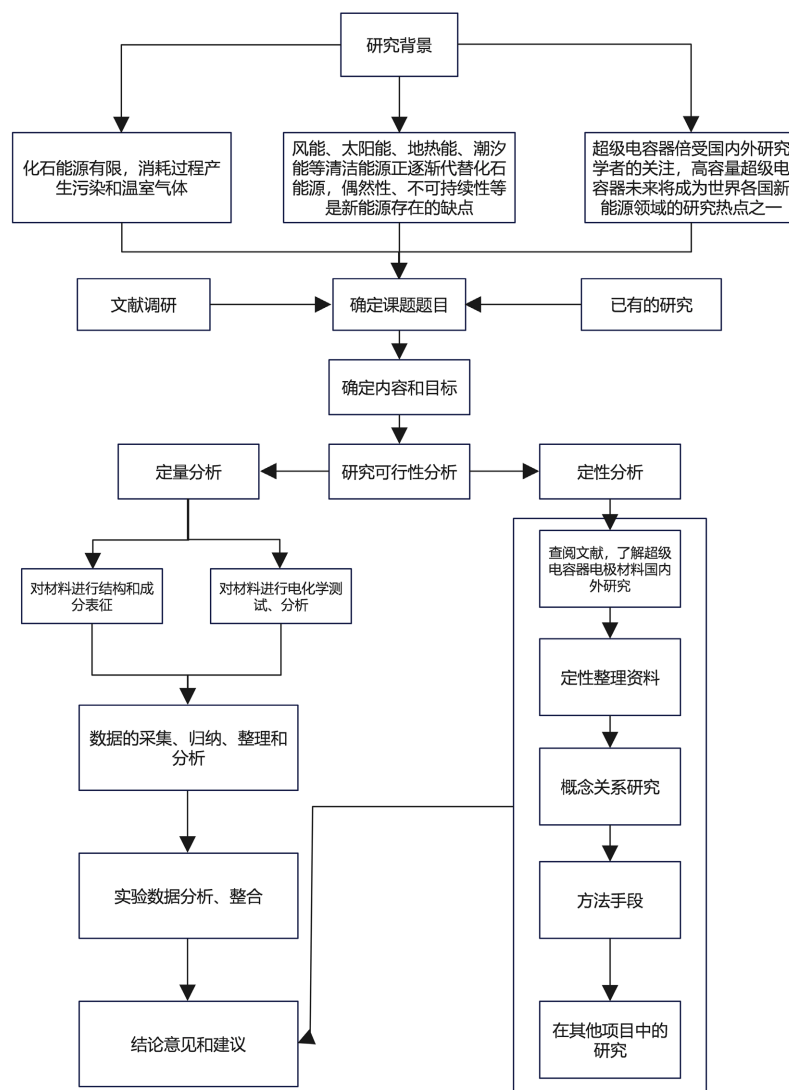 研究背景
化石能源有限，消耗过程产
生污染和温室气体
风能、太阳能、地热能、潮汐
能等清洁能源正逐渐代替化石
能源，偶然性、不可持续性等
是新能源存在的缺点
超级电容器倍受国内外研究
学者的关注，高容量超级电
容器未来将成为世界各国新
能源领域的研究热点之一
文献调研
确定课题题目
已有的研究
确定内容和目标
定量分析
研究可行性分析
定性分析
对材料进行结构和成
分表征
对材料进行电化学测
试、分析
查阅文献，了解超级
电容器电极材料国内
外研究
定性整理资料
数据的采集、归纳、整理和
分析
概念关系研究
实验数据分析、整合
方法手段
结论意见和建议
在其他项目中的
研究